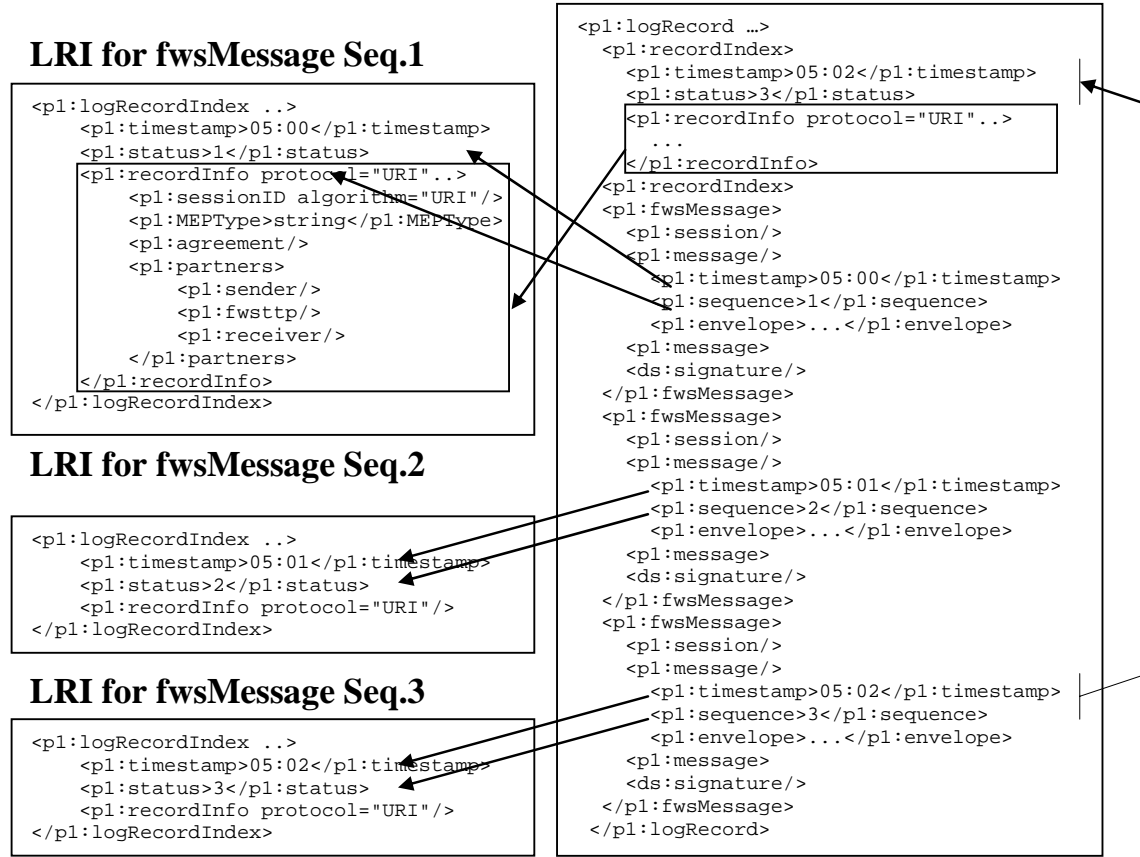 LRI for fwsMessage Seq.1
<p1:logRecordIndex ..>
<p1:timestamp>05:00</p1:timestamp>
<p1:status>1</p1:status>
<p1:recordInfo protocol="URI"..>
<p1:sessionID algorithm="URI"/>
<p1:MEPType>string</p1:MEPType>
<p1:agreement/>
<p1:partners>
<p1:sender/>
<p1:fwsttp/>
<p1:receiver/>
</p1:partners>
</p1:recordInfo>
</p1:logRecordIndex>
LRI for fwsMessage Seq.2
<p1:logRecordIndex ..>
<p1:timestamp>05:01</p1:timestamp>
<p1:status>2</p1:status>
<p1:recordInfo protocol="URI"/>
</p1:logRecordIndex>
LRI for fwsMessage Seq.3
<p1:logRecordIndex ..>
<p1:timestamp>05:02</p1:timestamp>
<p1:status>3</p1:status>
<p1:recordInfo protocol="URI"/>
</p1:logRecordIndex>
<p1:logRecord …>
<p1:recordIndex>
<p1:timestamp>05:02</p1:timestamp>
<p1:status>3</p1:status>
<p1:recordInfo protocol="URI"..>
...
</p1:recordInfo>
<p1:recordIndex>
<p1:fwsMessage>
<p1:session/>
<p1:message/>
<p1:timestamp>05:00</p1:timestamp>
<p1:sequence>1</p1:sequence>
<p1:envelope>...</p1:envelope>
<p1:message>
<ds:signature/>
</p1:fwsMessage>
<p1:fwsMessage>
<p1:session/>
<p1:message/>
<p1:timestamp>05:01</p1:timestamp>
<p1:sequence>2</p1:sequence>
<p1:envelope>...</p1:envelope>
<p1:message>
<ds:signature/>
</p1:fwsMessage>
<p1:fwsMessage>
<p1:session/>
<p1:message/>
<p1:timestamp>05:02</p1:timestamp>
<p1:sequence>3</p1:sequence>
<p1:envelope>...</p1:envelope>
<p1:message>
<ds:signature/>
</p1:fwsMessage>
</p1:logRecord>